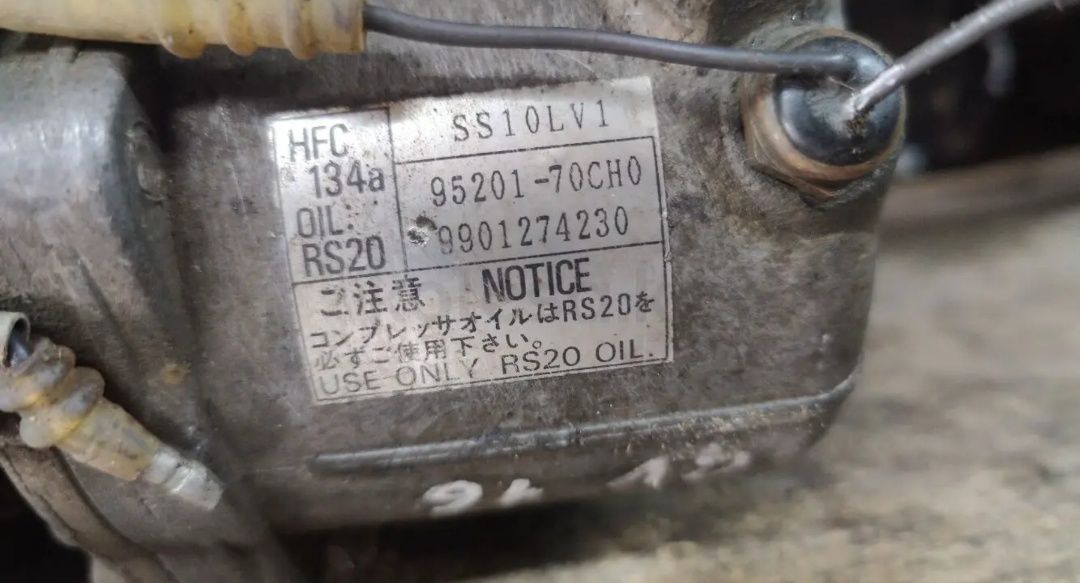 HFC
134a
OIL:
RS20
SS10LV1
95201-70CH0
9901274230
ご注意 NOTICE
コンプレッサオイルはRS20を
必ずご使用下さい。
USE ONLY RS20 OIL.